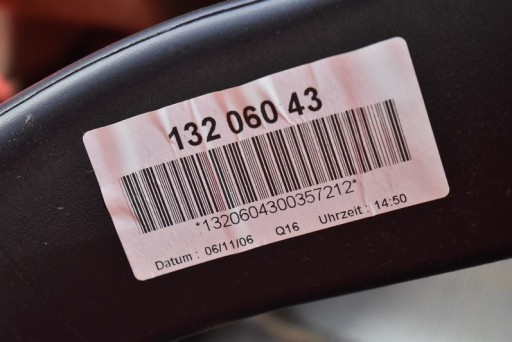 132 060 43
*1320604300357212*
Datum : 06/11/06 Q16 Uhrzeit : 14:50